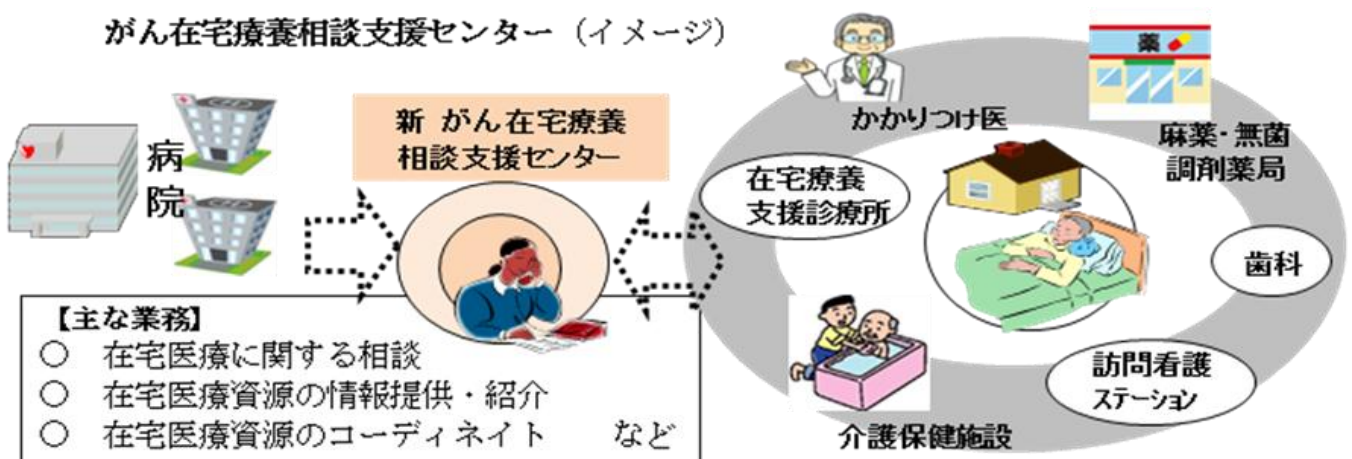 がん在宅療養相談支援センター（イメージ）
病院
新 がん在宅療養
相談支援センター
【主な業務】
○ 在宅医療に関する相談
○ 在宅医療資源の情報提供・紹介
○ 在宅医療資源のコーディネイト など
かかりつけ医
薬
麻薬・無菌
調剤薬局
在宅療養
支援診療所
歯科
訪問看護
ステーション
介護保健施設